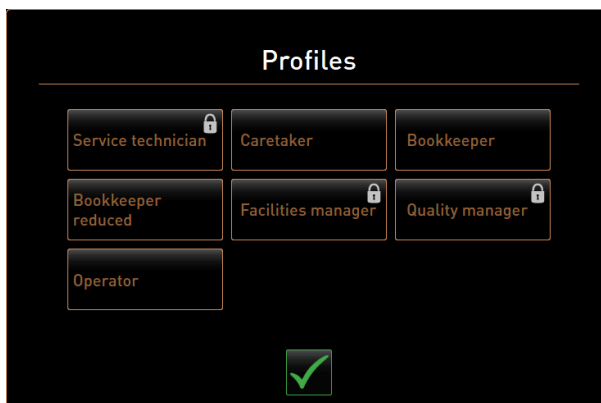 Profiles
Service technician
Caretaker
Bookkeeper
Bookkeeper
reduced
Facilities manager
Quality manager
Operator